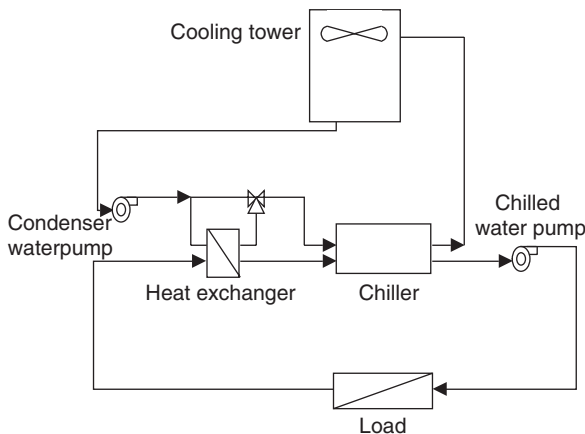 Cooling tower
Condenser
waterpump
Chilled
water pump
Heat exchanger
Chiller
Load